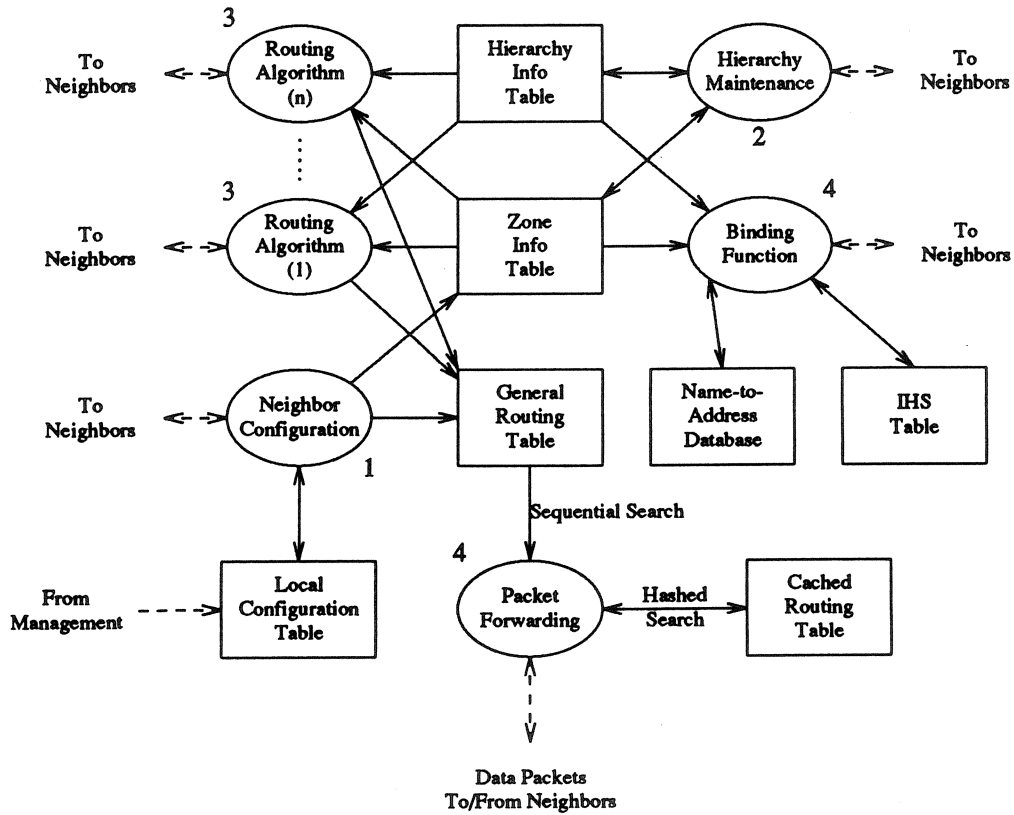 3
To
Neighbors
Routing
Algorithm
(n)
Hierarchy
Info
Table
Hierarchy
Maintenance
2
To
Neighbors
3
To
Neighbors
Routing
Algorithm
(1)
Zone
Info
Table
4
Binding
Function
To
Neighbors
To
Neighbors
Neighbor
Configuration
1
General
Routing
Table
Name-to-
Address
Database
IHS
Table
Sequential Search
From
Management
Local
Configuration
Table
4
Packet
Forwarding
Hashed
Search
Cached
Routing
Table
Data Packets
To/From Neighbors